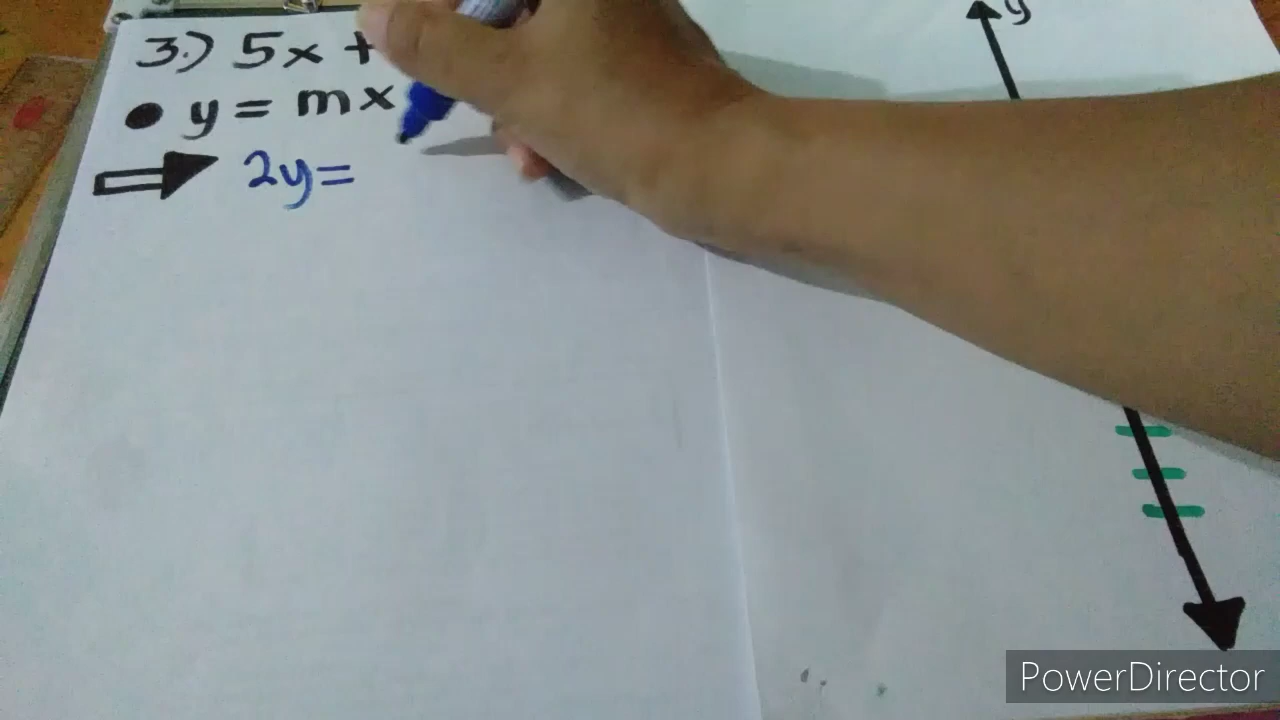 3.) 5x +
y
• y = mx
⇒ 2y=
PowerDirector